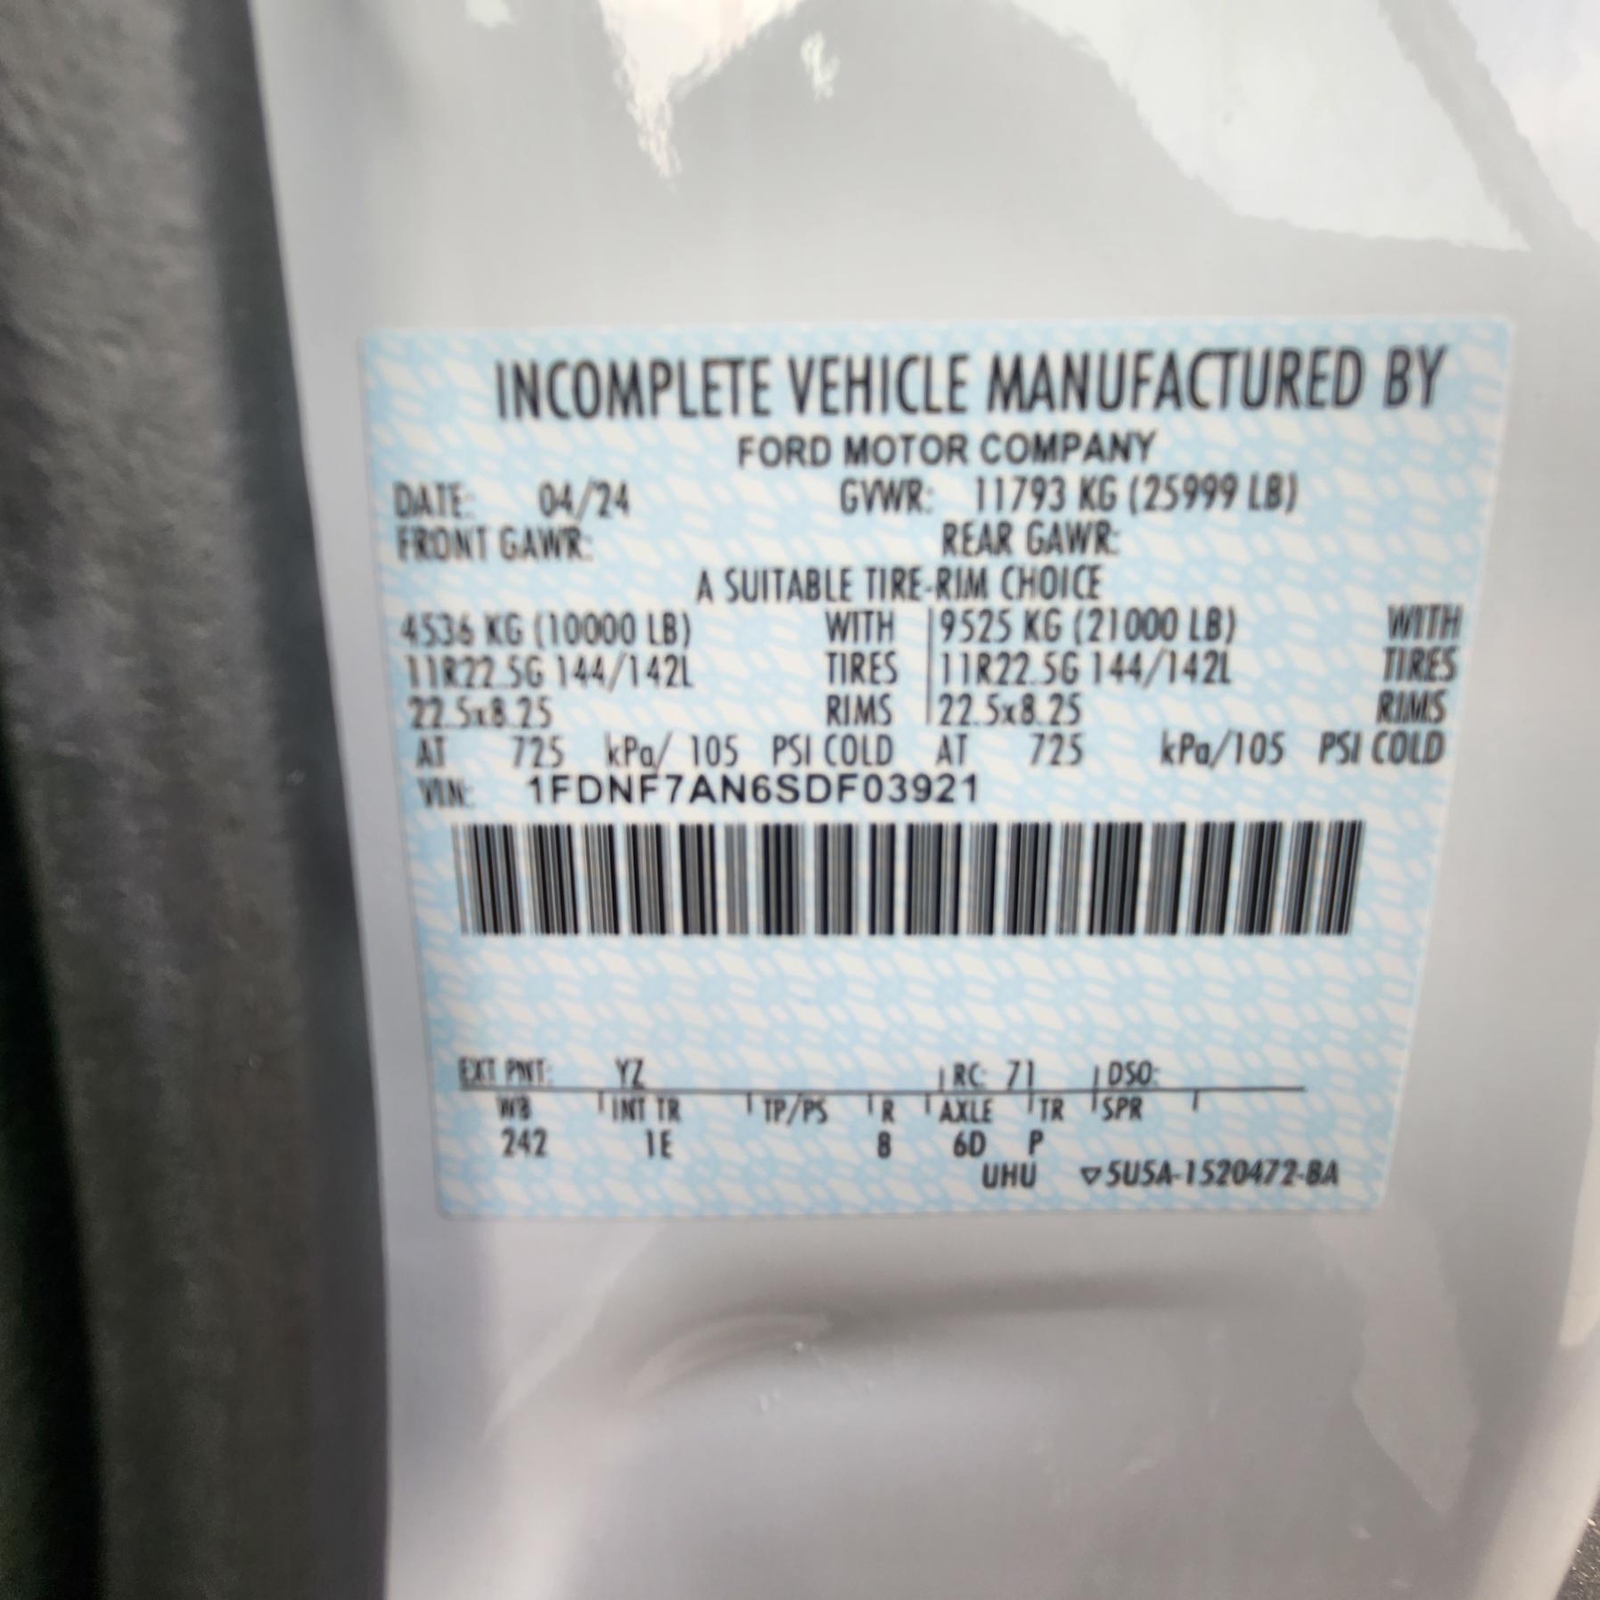 INCOMPLETE VEHICLE MANUFACTURED BY
FORD MOTOR COMPANY
DATE: 04/24 GVWR: 11793 KG (25999 LB)
FRONT GAWR: REAR GAWR:
A SUITABLE TIRE-RIM CHOICE
4536 KG (10000 LB) WITH 9525 KG (21000 LB) WITH
11R22.5G 144/142L TIRES 11R22.5G 144/142L TIRES
22.5x8.25 RIMS 22.5x8.25 RIMS
AT 725 kPa/ 105 PSI COLD AT 725 kPa/105 PSI COLD
VIN: 1FDNF7AN6SDF03921
EXT PNT: YZ RC: 71 DSO:
WB INT TR TP/PS R AXLE TR SPR
242 1E B 6D P
UHU ▽5U5A-1520472-BA